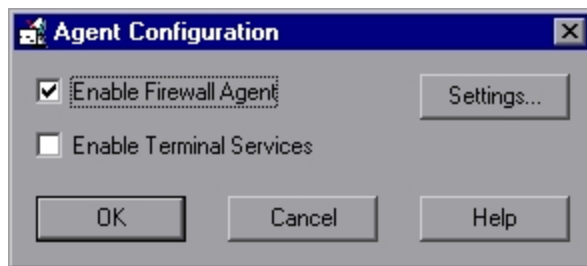 Agent Configuration
Enable Firewall Agent
Settings...
Enable Terminal Services
OK
Cancel
Help